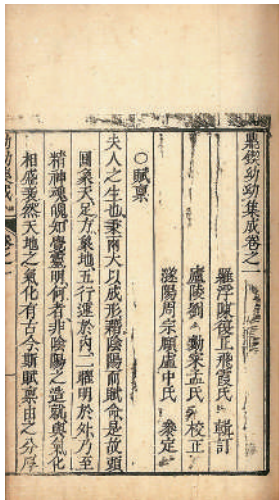 鼎鍥幼幼集成卷之一
羅浮陳復正飛霞氏 輯訂
廬陵劉 勷宷孟氏 校正
遂陽周宗頤盧中氏 叅定
○賦稟
夫人之生也秉兩大以成形藉陰陽而賦命是故頭
圓象天足方象地五行運於內二曜明於外乃至
精神魂魄知覺靈明何者非陰陽之造就與氣化
相盛衰然天地之氣化有古今斯賦稟由之分厚
幼幼集成 卷之一